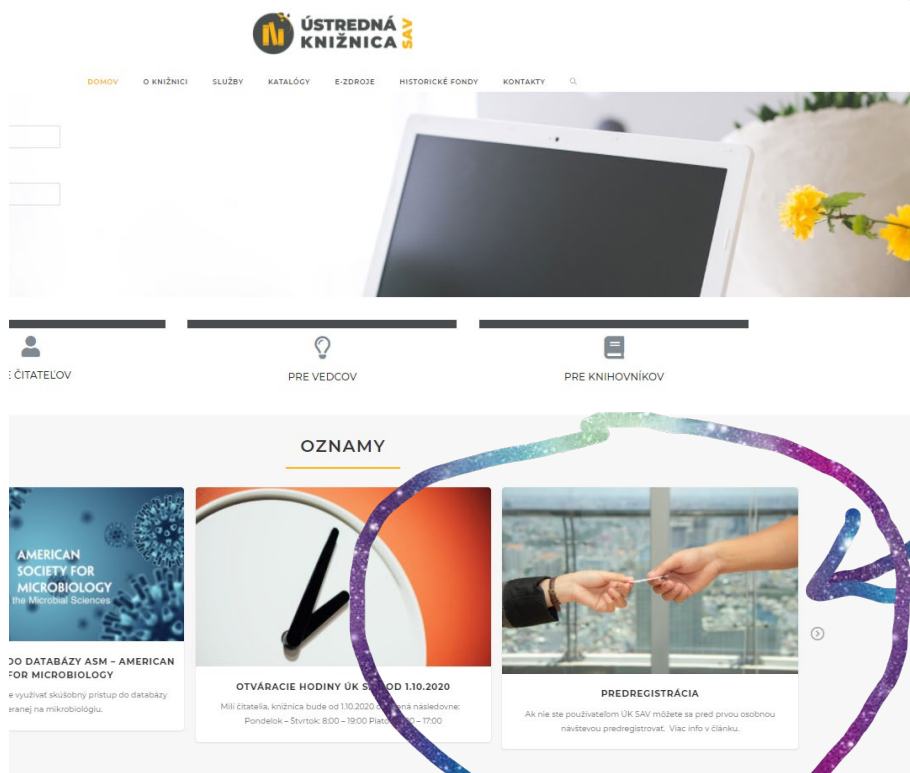 ÚSTREDNÁ
KNIŽNICA
SAV
DOMOV O KNIŽNICI SLUŽBY KATALÓGY E-ZDROJE HISTORICKÉ FONDY KONTAKTY
ČITATEĽOV
PRE VEDCOV
PRE KNIHOVNÍKOV
OZNAMY
AMERICAN
SOCIETY FOR
MICROBIOLOGY
the Microbial Sciences
DO DATABÁZY ASM – AMERICAN
FOR MICROBIOLOGY
využívať skúšobný prístup do databázy
eranej na mikrobiológiu.
OTVÁRACIE HODINY ÚK OD 1.10.2020
Milí čitatelia, knižnica bude od 1.10.2020 následovne:
Pondelok – Štvrtok: 8:00 – 19:00 – 17:00
PREDREGISTRÁCIA
Ak nie ste používateľom ÚK SAV môžete sa pred prvou osobnou
návštevou predregistrovať. Viac info v článku.